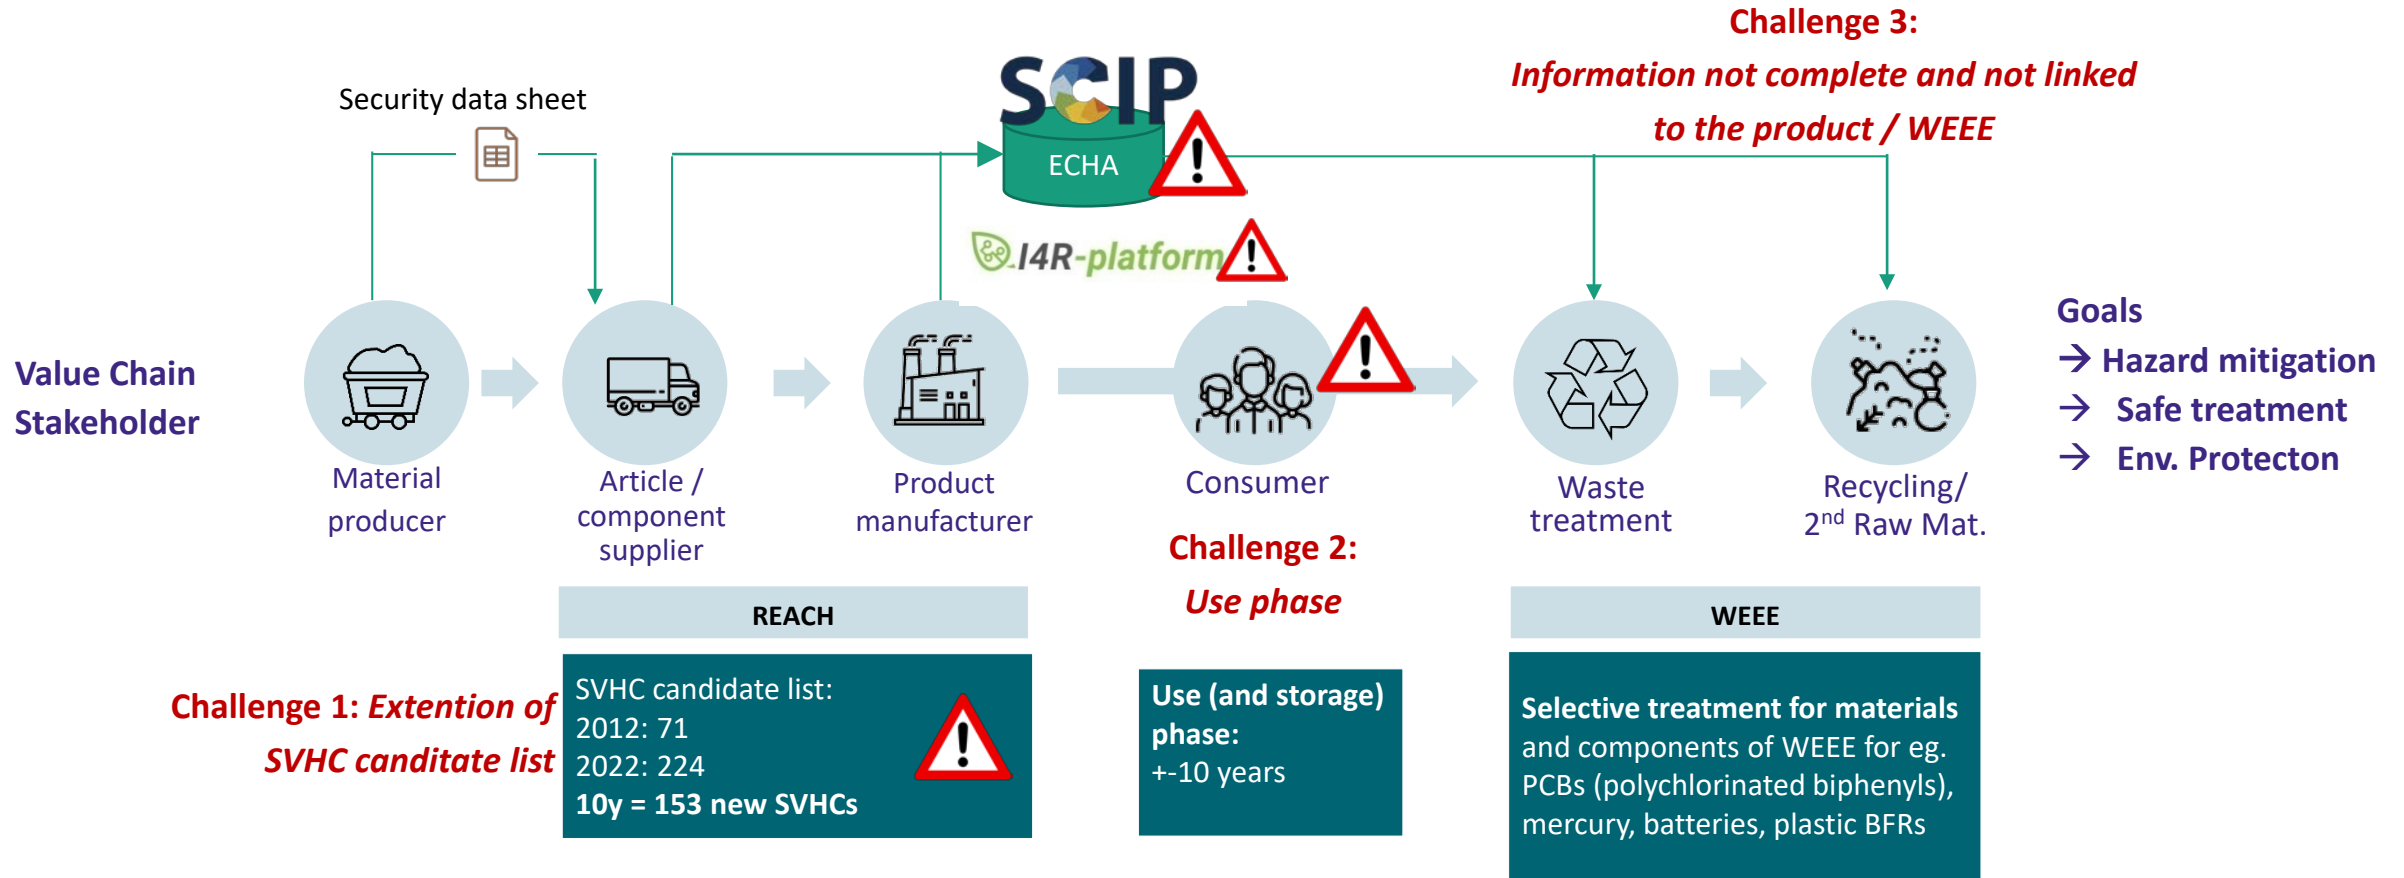 Challenge 3:
Information not complete and not linked
to the product / WEEE
Security data sheet
SCIP
ECHA
I4R-platform
Value Chain
Stakeholder
Material
producer
Article /
component
supplier
Product
manufacturer
Consumer
Waste
treatment
Recycling/
2nd Raw Mat.
Goals
→ Hazard mitigation
→ Safe treatment
→ Env. Protecton
Challenge 2:
Use phase
REACH
WEEE
Challenge 1: Extention of
SVHC canditate list
SVHC candidate list:
2012: 71
2022: 224
10y = 153 new SVHCs
Use (and storage)
phase:
+-10 years
Selective treatment for materials
and components of WEEE for eg.
PCBs (polychlorinated biphenyls),
mercury, batteries, plastic BFRs